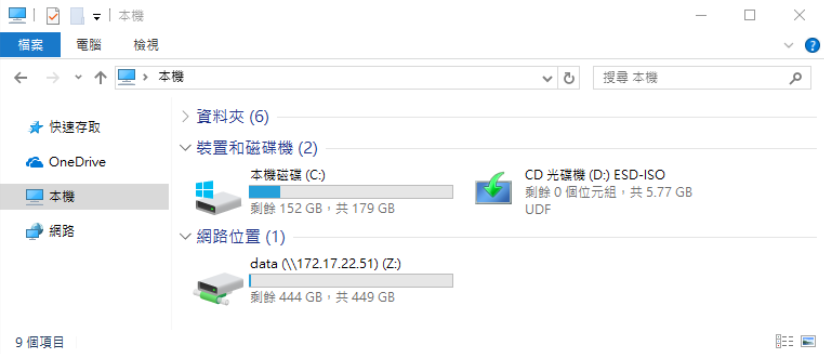 本機
檔案 電腦 檢視
本機
搜尋 本機
快速存取
OneDrive
本機
網路
資料夾 (6)
裝置和磁碟機 (2)
本機磁碟 (C:)
剩餘 152 GB，共 179 GB
CD 光碟機 (D:) ESD-ISO
剩餘 0 個位元組，共 5.77 GB
UDF
網路位置 (1)
data (\\172.17.22.51) (Z:)
剩餘 444 GB，共 449 GB
9 個項目